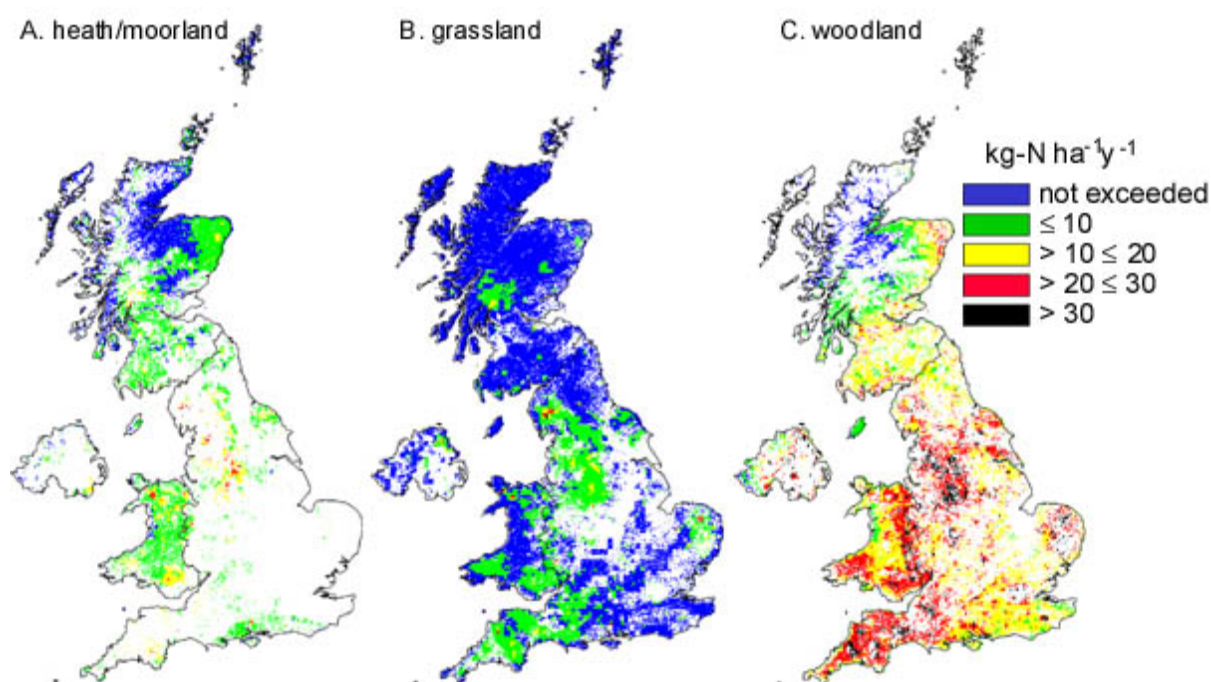 A. heath/moorland
B. grassland
C. woodland
kg-N ha⁻¹y⁻¹
not exceeded
≤ 10
> 10 ≤ 20
> 20 ≤ 30
> 30